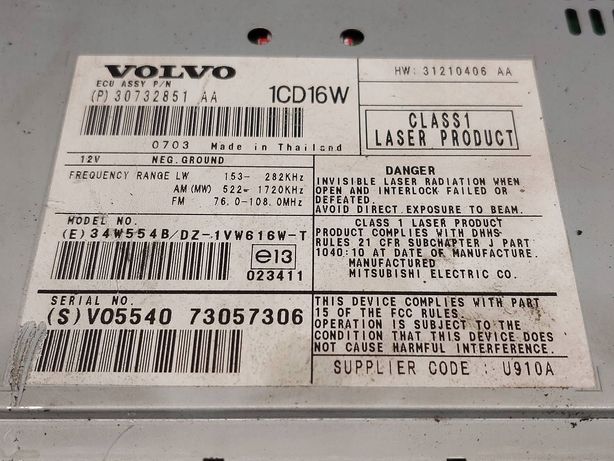 VOLVO
ECU ASSY P/N
(P) 30732851 AA
1CD16W
HW: 31210406 AA
0703 Made in Thailand
CLASS1
LASER PRODUCT
12V NEG.GROUND
FREQUENCY RANGE LW 153- 282KHz
AM (MW) 522- 1720KHz
FM 76.0-108.0MHz
DANGER
INVISIBLE LASER RADIATION WHEN
OPEN AND INTERLOCK FAILED OR
DEFEATED.
AVOID DIRECT EXPOSURE TO BEAM.
MODEL NO.
(E) 34W554B/DZ-1VW616W-T
e13
023411
CLASS 1 LASER PRODUCT
PRODUCT COMPLIES WITH DHHS
RULES 21 CFR SUBCHAPTER J PART
1040:10 AT DATE OF MANUFACTURE.
MANUFACTURED
MITSUBISHI ELECTRIC CO.
SERIAL NO.
(S) VO5540 73057306
THIS DEVICE COMPLIES WITH PART
15 OF THE FCC RULES.
OPERATION IS SUBJECT TO THE
CONDITION THAT THIS DEVICE DOES
NOT CAUSE HARMFUL INTERFERENCE.
SUPPLIER CODE : U910A